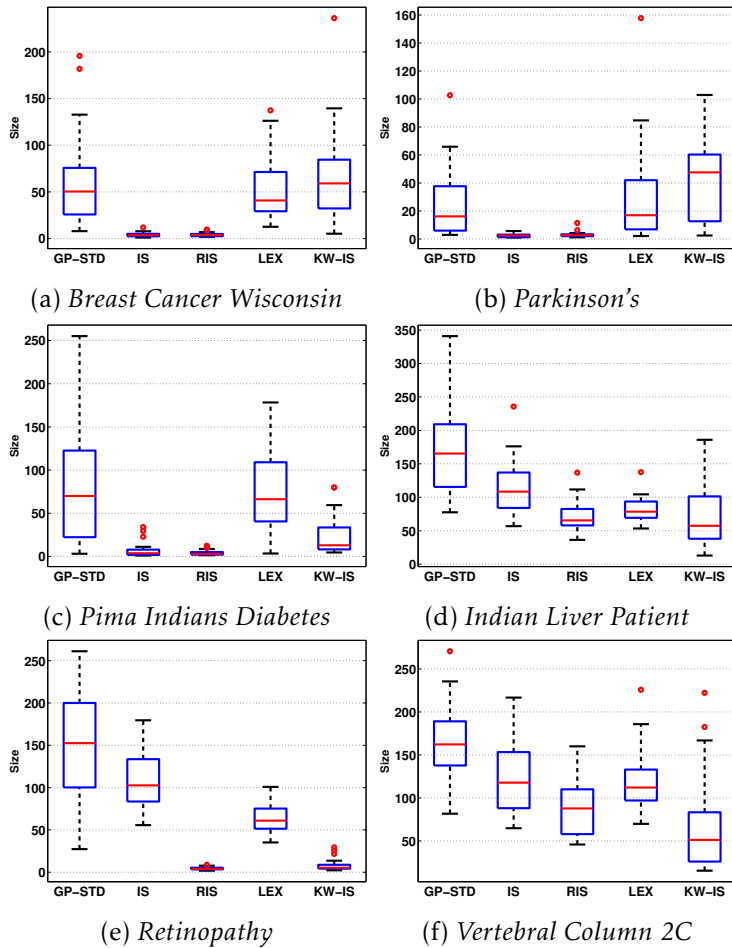 Size
200
150
100
50
0
GP-STD IS RIS LEX KW-IS
(a) Breast Cancer Wisconsin
Size
160
140
120
100
80
60
40
20
0
GP-STD IS RIS LEX KW-IS
(b) Parkinson's
Size
250
200
150
100
50
0
GP-STD IS RIS LEX KW-IS
(c) Pima Indians Diabetes
Size
350
300
250
200
150
100
50
0
GP-STD IS RIS LEX KW-IS
(d) Indian Liver Patient
Size
250
200
150
100
50
0
GP-STD IS RIS LEX KW-IS
(e) Retinopathy
Size
250
200
150
100
50
GP-STD IS RIS LEX KW-IS
(f) Vertebral Column 2C